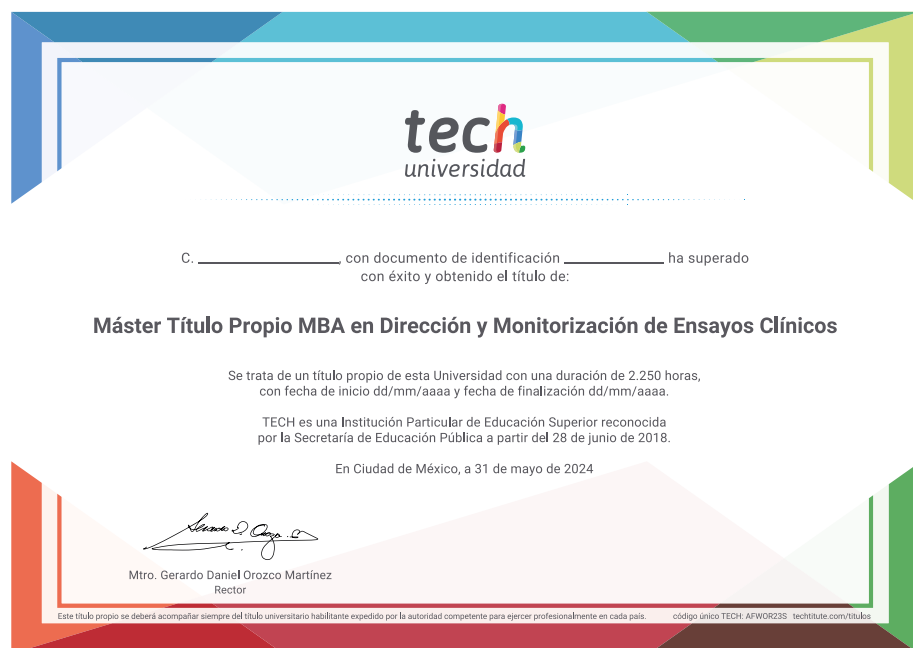 tech
universidad
C. ____________, con documento de identificación ____________ ha superado
con éxito y obtenido el título de:
Máster Título Propio MBA en Dirección y Monitorización de Ensayos Clínicos
Se trata de un título propio de esta Universidad con una duración de 2.250 horas,
con fecha de inicio dd/mm/aaaa y fecha de finalización dd/mm/aaaa.
TECH es una Institución Particular de Educación Superior reconocida
por la Secretaría de Educación Pública a partir del 28 de junio de 2018.
En Ciudad de México, a 31 de mayo de 2024
Mtro. Gerardo Daniel Orozco Martínez
Rector
Este título propio se deberá acompañar siempre del título universitario habilitante expedido por la autoridad competente para ejercer profesionalmente en cada país. código único TECH: AFWOR23S techtitute.com/titulos